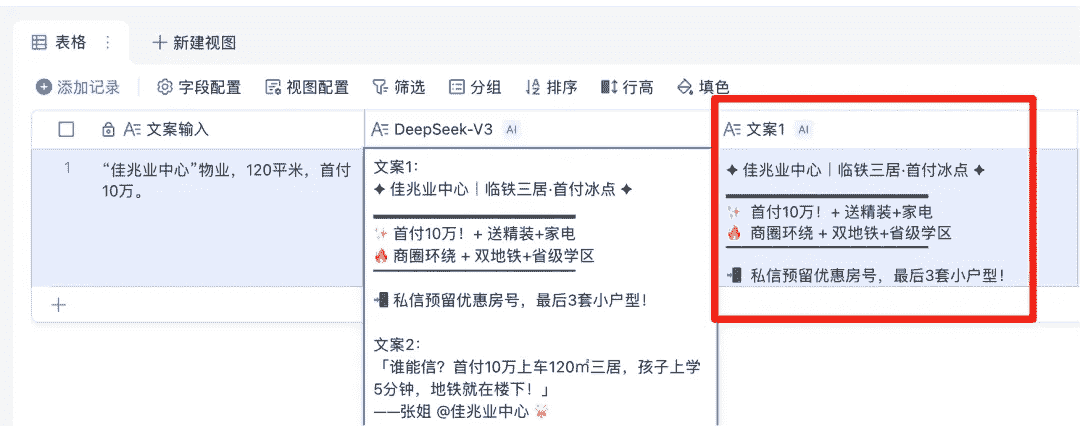 表格
新建视图
添加记录 字段配置 视图配置 筛选 分组 排序 行高 填色
文案输入 DeepSeek-V3 AI 文案1 AI
1
“佳兆业中心”物业，120平米，首付
10万。
文案1：
✦ 佳兆业中心｜临铁三居·首付冰点 ✦
✨ 首付10万！+ 送精装+家电
🔥 商圈环绕 + 双地铁+省级学区
📲 私信预留优惠房号，最后3套小户型！
文案2：
「谁能信？首付10万上车120㎡三居，孩子上学
5分钟，地铁就在楼下！」
——张姐 @佳兆业中心
✦ 佳兆业中心｜临铁三居·首付冰点 ✦
✨ 首付10万！+ 送精装+家电
🔥 商圈环绕 + 双地铁+省级学区
📲 私信预留优惠房号，最后3套小户型！